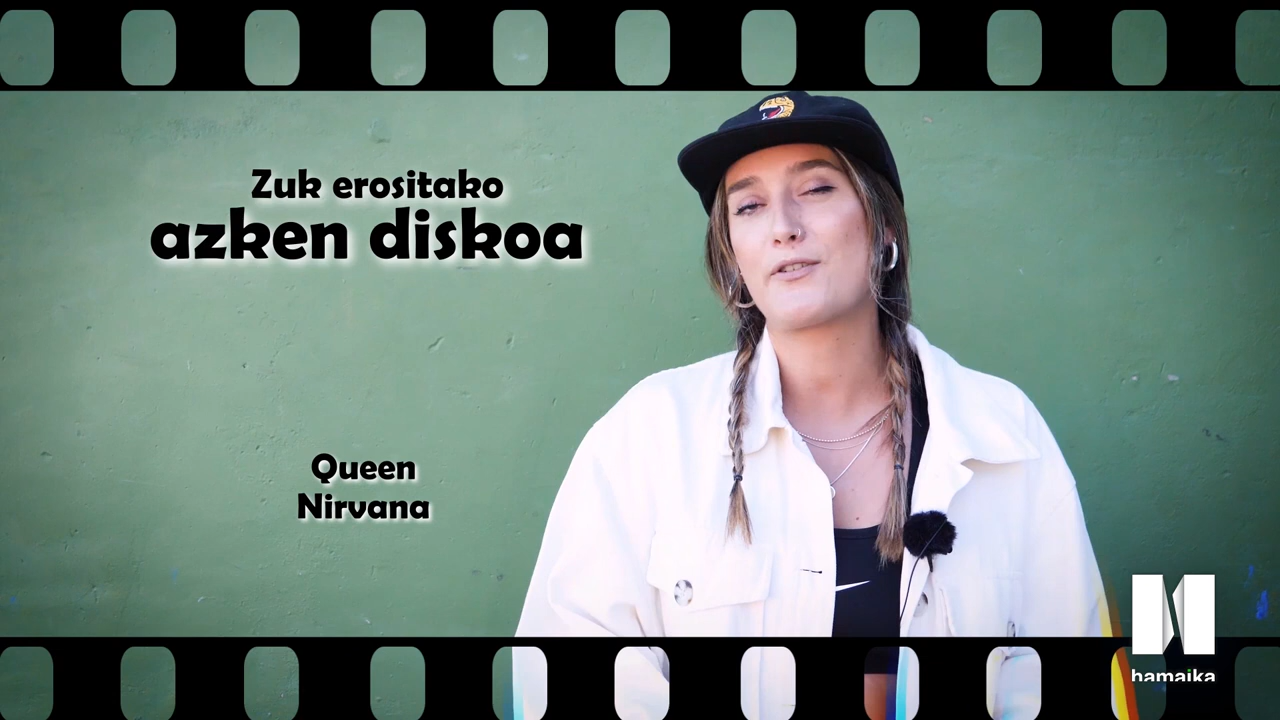 Zuk erositako
azken diskoa
Queen
Nirvana
hamaika